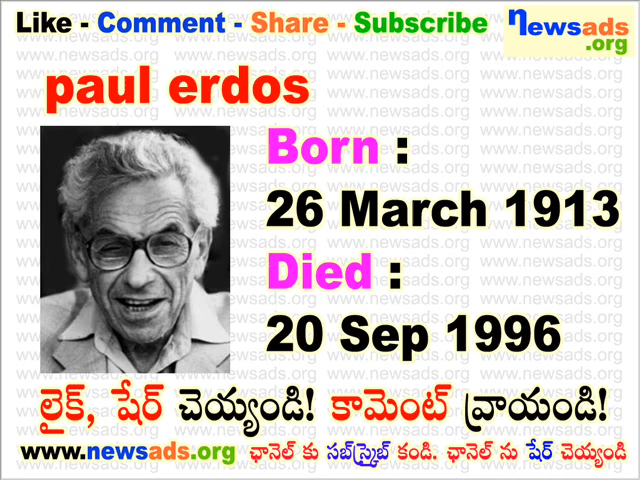 Like - Comment - Share - Subscribe
newsads
.org
paul erdos
Born :
26 March 1913
Died :
20 Sep 1996
లైక్, షేర్ చెయ్యండి! కామెంట్ వ్రాయండి!
www.newsads.org ఛానెల్ కు సబ్‌స్క్రైబ్ కండి. ఛానెల్ ను షేర్ చెయ్యండి